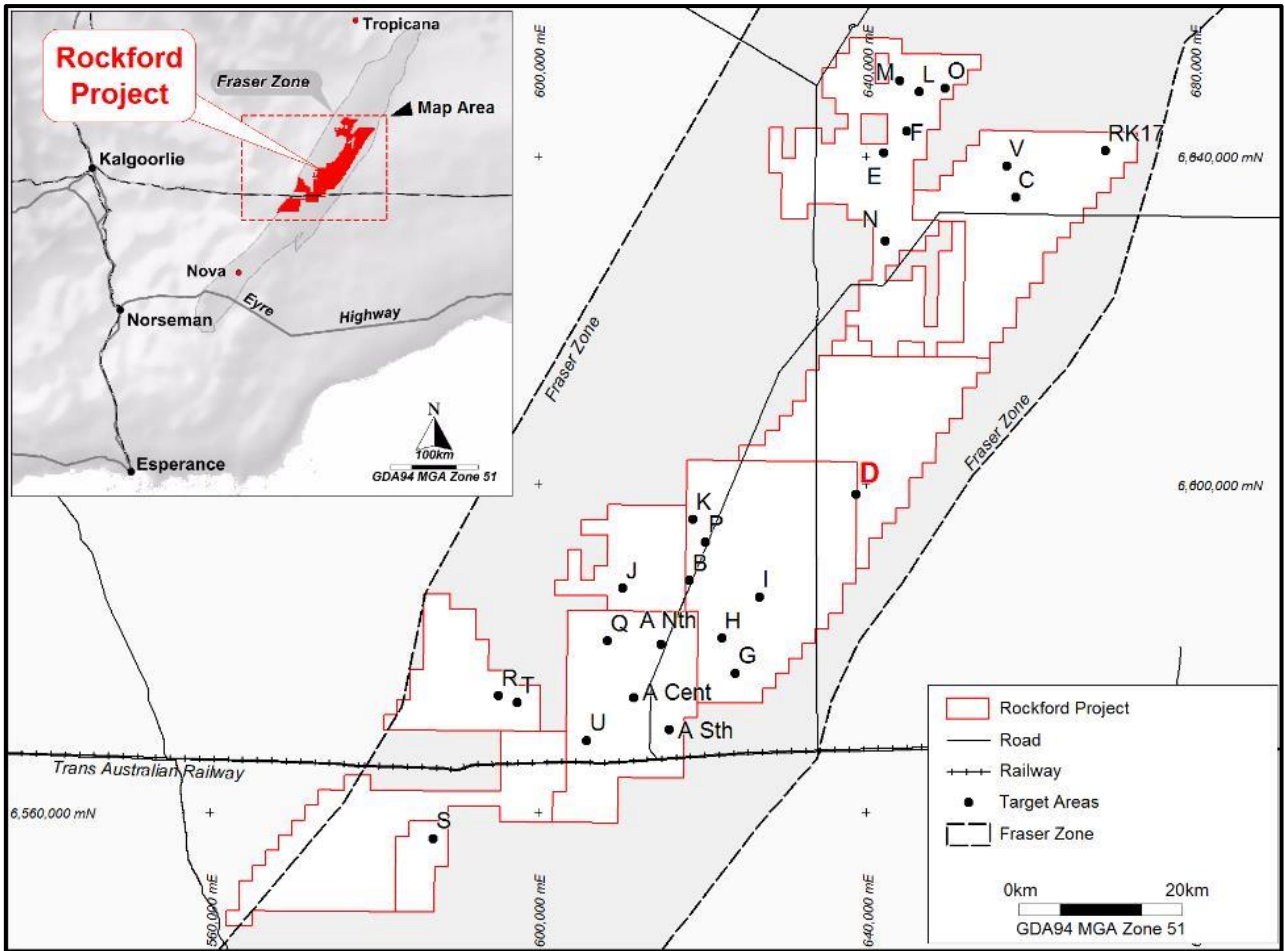 Rockford
Project
Fraser Zone
Tropicana
Map Area
Kalgoorlie
Nova
Norseman
Eyre
Highway
Esperance
N
100km
GDA94 MGA Zone 51
600,000 mE
640,000 mE
680,000 mE
M
L
O
F
E
V
RK17
C
N
6,640,000 mN
Fraser Zone
Fraser Zone
D
6,600,000 mN
K
P
B
J
I
Q
A Nth
H
G
R
T
A Cent
U
A Sth
Trans Australian Railway
6,560,000 mN
S
560,000 mE
600,000 mE
640,000 mE
Rockford Project
Road
Railway
Target Areas
Fraser Zone
0km
20km
GDA94 MGA Zone 51